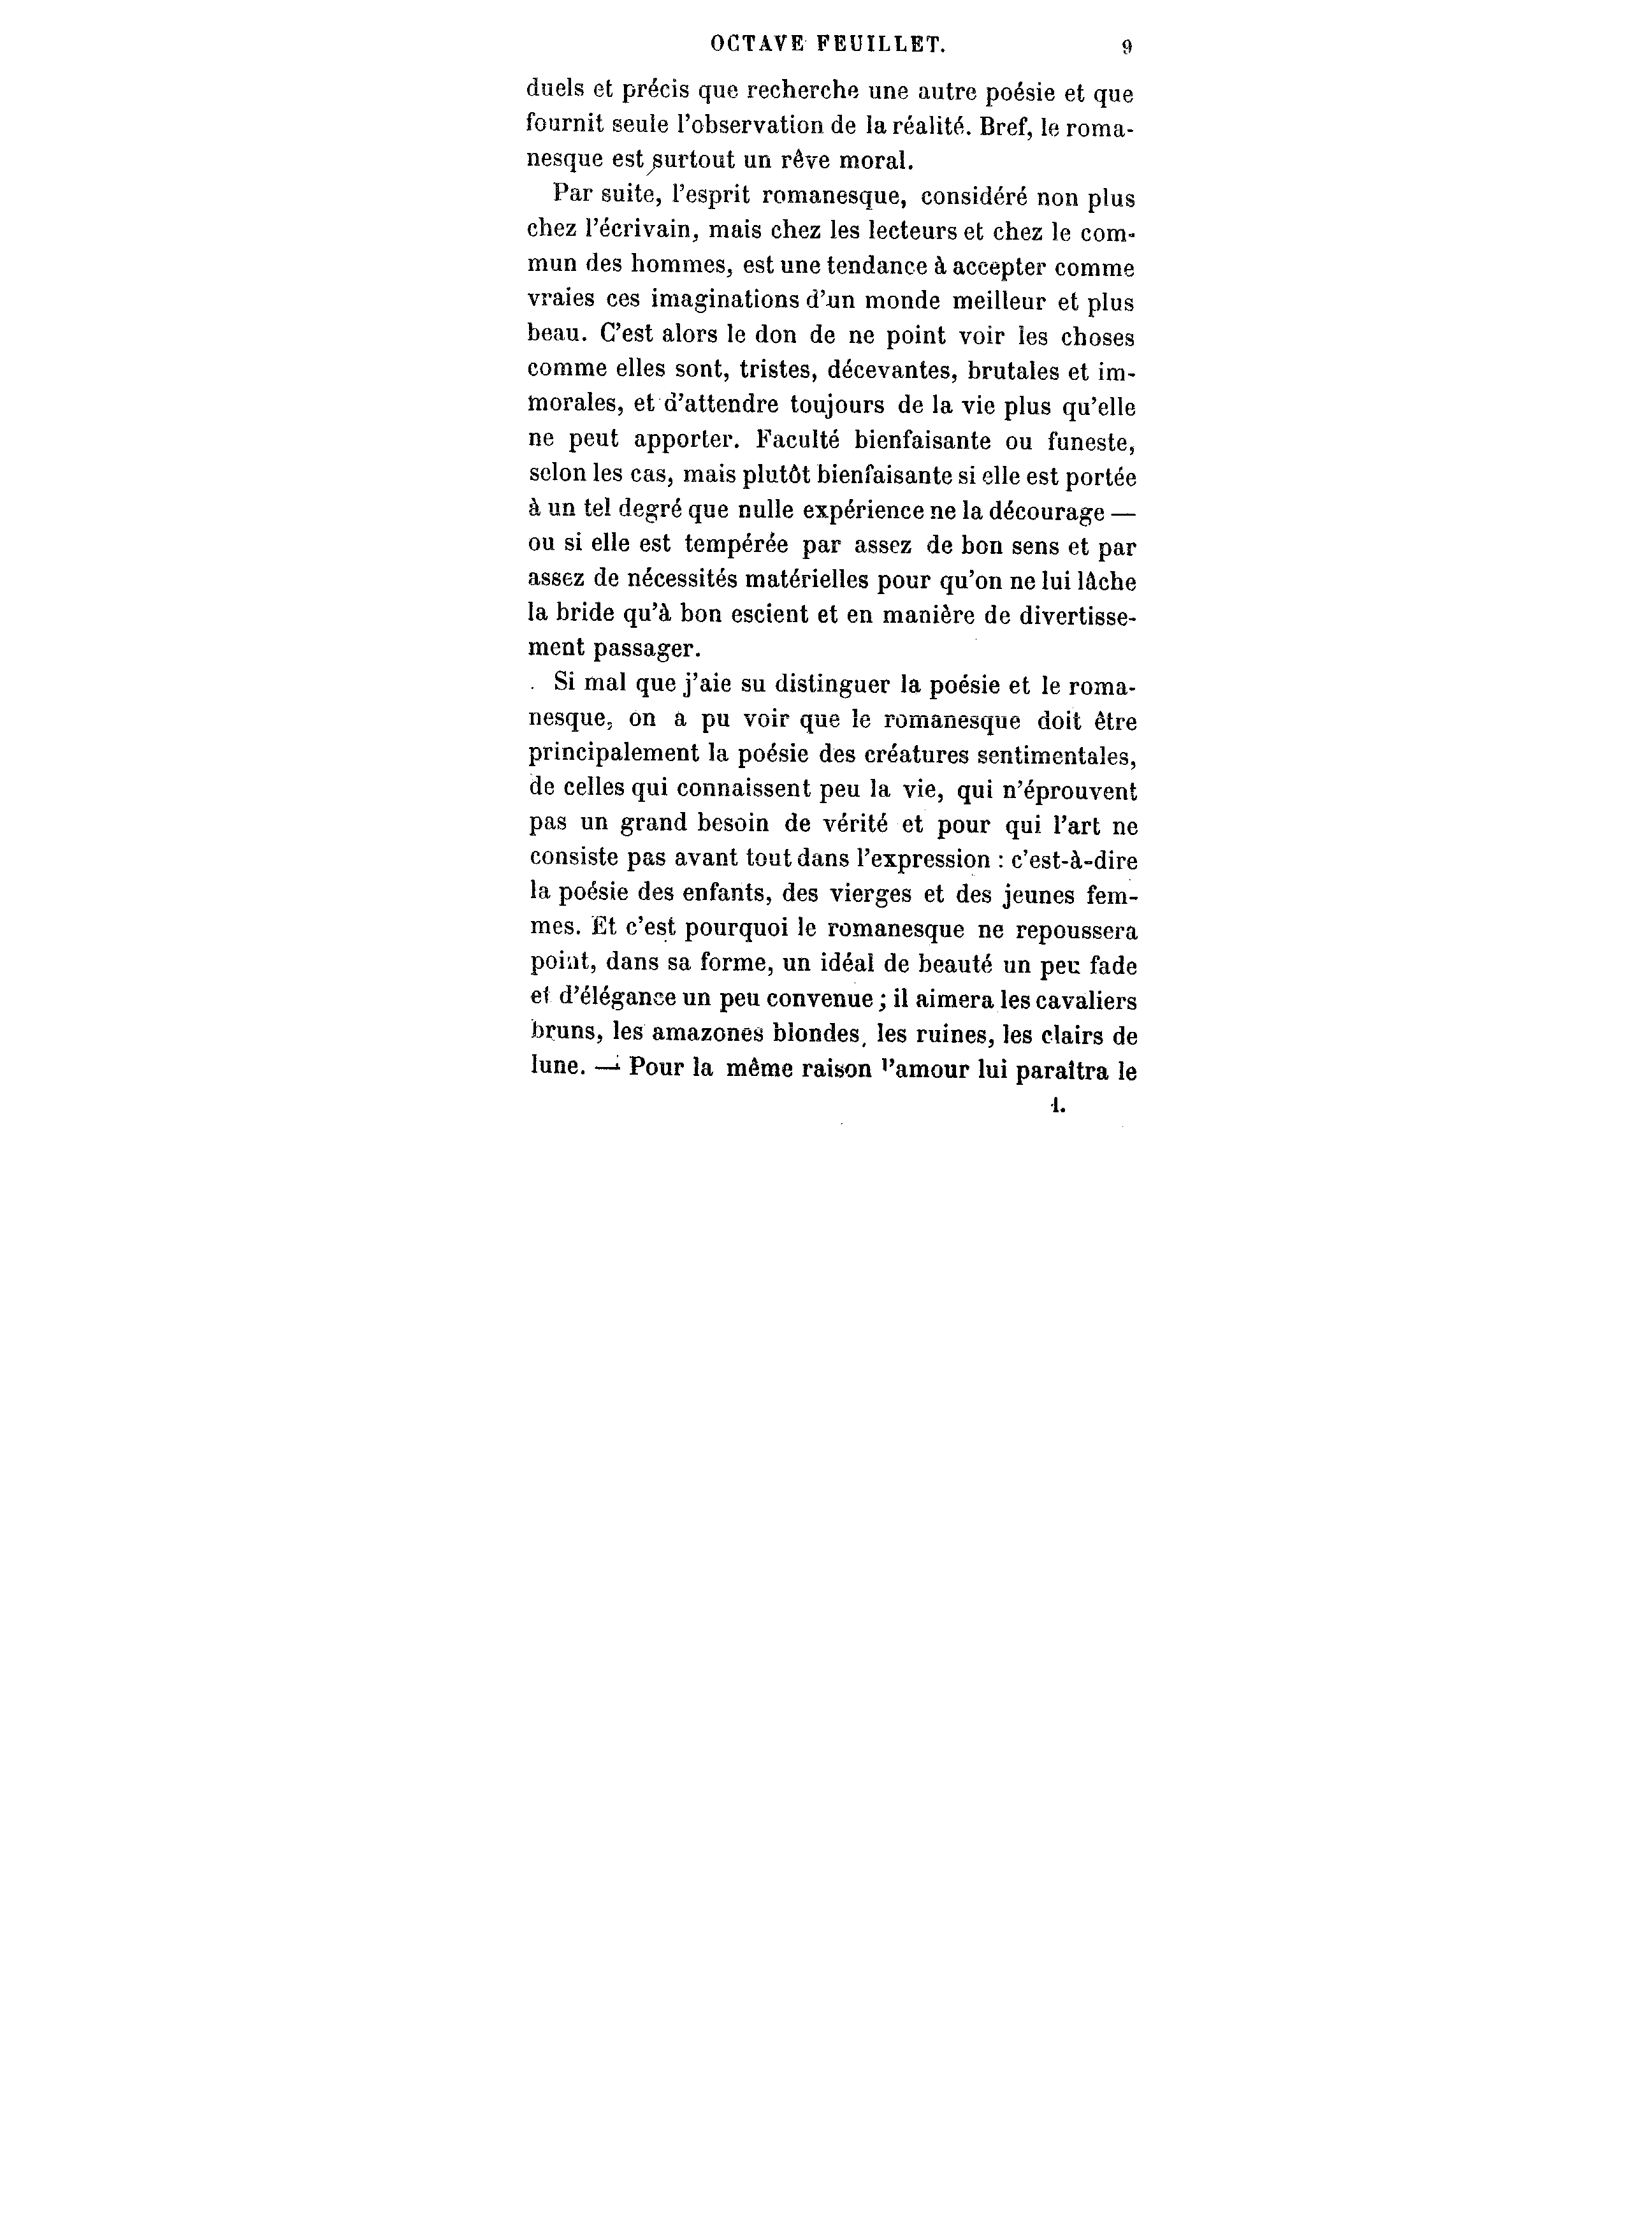 OCTAVE FEUILLET. 9
duels et précis que recherche une autre poésie et que
fournit seule l'observation de la réalité. Bref, le roma-
nesque est surtout un rêve moral.
Par suite, l'esprit romanesque, considéré non plus
chez l'écrivain, mais chez les lecteurs et chez le com-
mun des hommes, est une tendance à accepter comme
vraies ces imaginations d'un monde meilleur et plus
beau. C'est alors le don de ne point voir les choses
comme elles sont, tristes, décevantes, brutales et im-
morales, et d'attendre toujours de la vie plus qu'elle
ne peut apporter. Faculté bienfaisante ou funeste,
selon les cas, mais plutôt bienfaisante si elle est portée
à un tel degré que nulle expérience ne la décourage —
ou si elle est tempérée par assez de bon sens et par
assez de nécessités matérielles pour qu'on ne lui lâche
la bride qu'à bon escient et en manière de divertisse-
ment passager.
Si mal que j'aie su distinguer la poésie et le roma-
nesque, on a pu voir que le romanesque doit être
principalement la poésie des créatures sentimentales,
de celles qui connaissent peu la vie, qui n'éprouvent
pas un grand besoin de vérité et pour qui l'art ne
consiste pas avant tout dans l'expression : c'est-à-dire
la poésie des enfants, des vierges et des jeunes fem-
mes. Et c'est pourquoi le romanesque ne repoussera
point, dans sa forme, un idéal de beauté un peu fade
et d'élégance un peu convenue ; il aimera les cavaliers
bruns, les amazones blondes, les ruines, les clairs de
lune. — Pour la même raison l'amour lui paraîtra le
1.